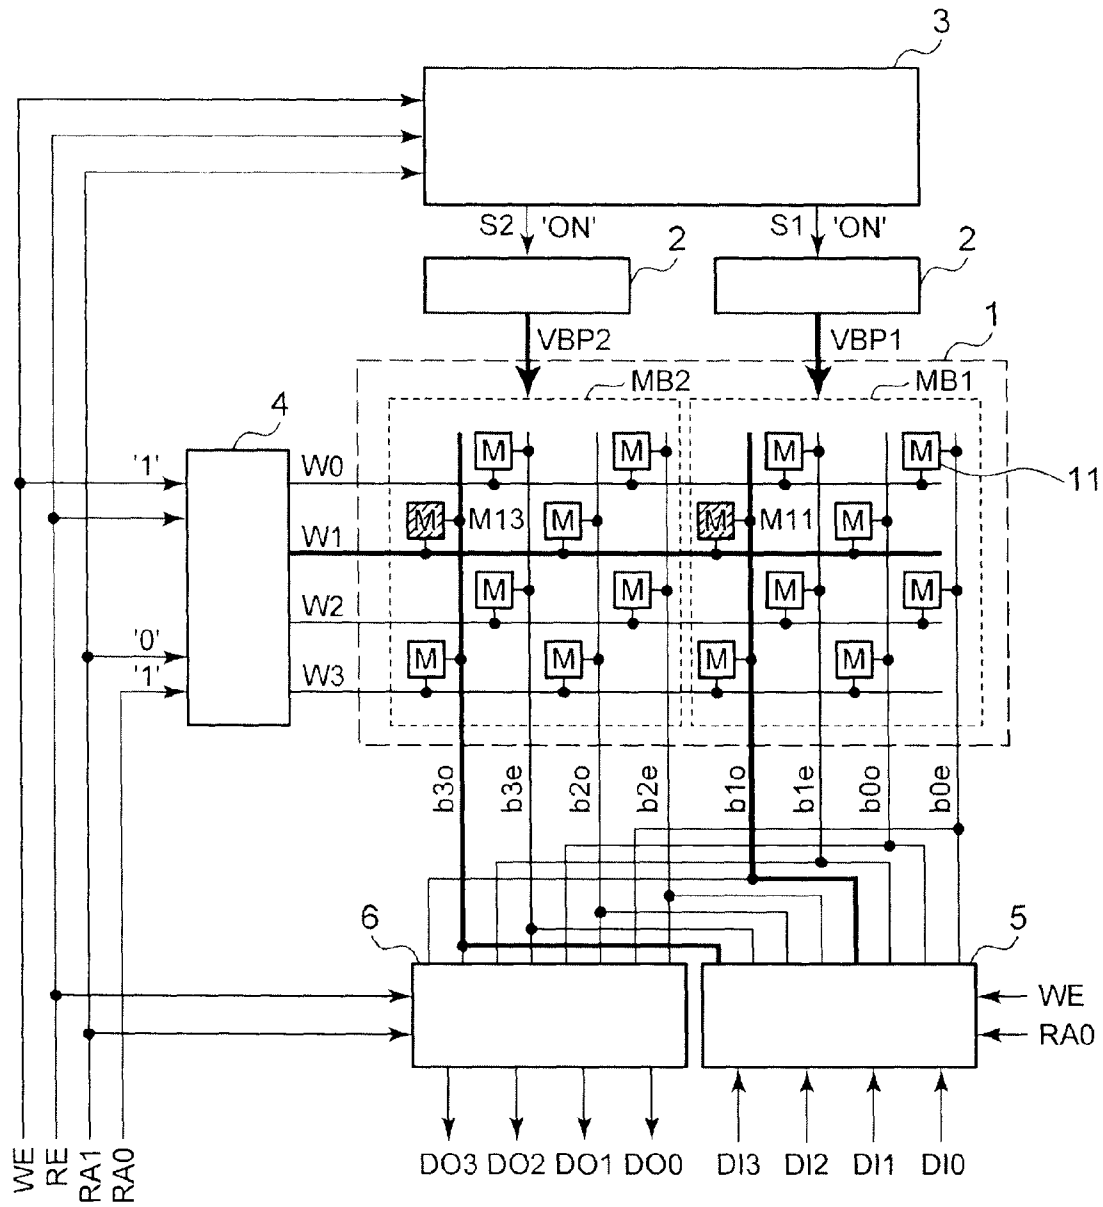 3
S2 'ON' S1 'ON'
2 2
VBP2 VBP1 1
MB2 MB1
4
'1' W0 M M M M 11
W1 M M13 M M M11 M
W2 M M M M
'0'
'1' W3 M M M M
b3o b3e b2o b2e b1o b1e b0o b0e
6 5
WE
RA0
WE RE RA1 RA0 DO3 DO2 DO1 DO0 DI3 DI2 DI1 DI0